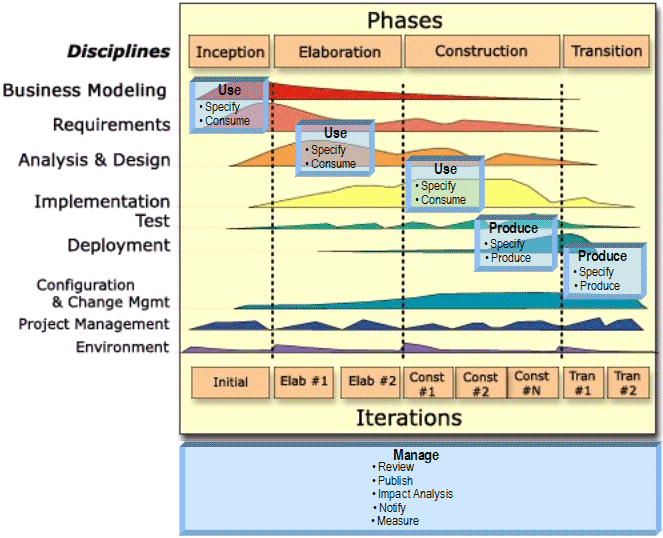 Phases
Disciplines
Inception
Elaboration
Construction
Transition
Business Modeling
Use
• Specify
• Consume
Requirements
Use
• Specify
• Consume
Analysis & Design
Use
• Specify
• Consume
Implementation
Test
Produce
• Specify
• Produce
Deployment
Produce
• Specify
• Produce
Configuration
& Change Mgmt
Project Management
Environment
Initial
Elab #1
Elab #2
Const
#1
Const
#2
Const
#N
Tran
#1
Tran
#2
Iterations
Manage
• Review
• Publish
• Impact Analysis
• Notify
• Measure